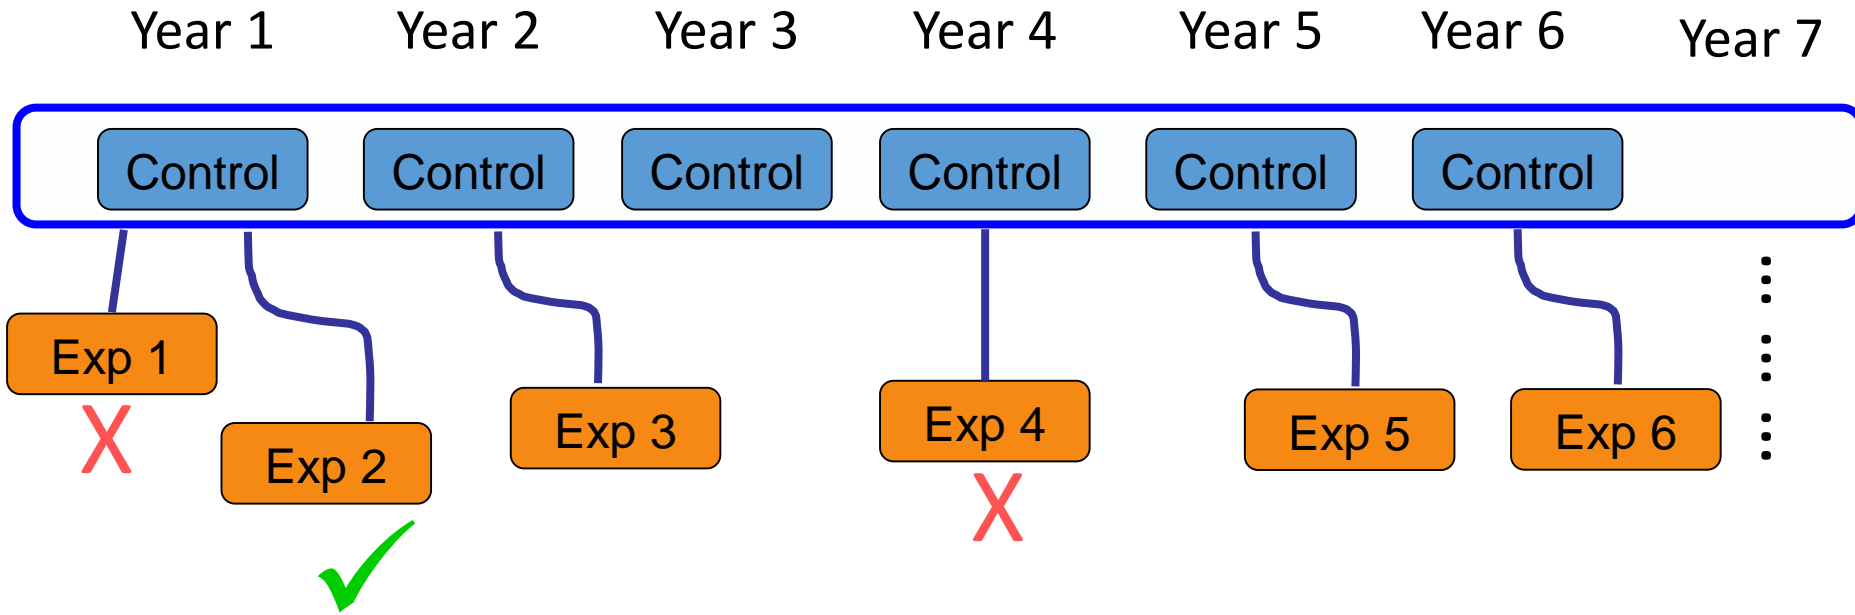 Year 1 Year 2 Year 3 Year 4 Year 5 Year 6 Year 7
Control Control Control Control Control Control
Exp 1
Exp 2
Exp 3
Exp 4
Exp 5
Exp 6
X
X